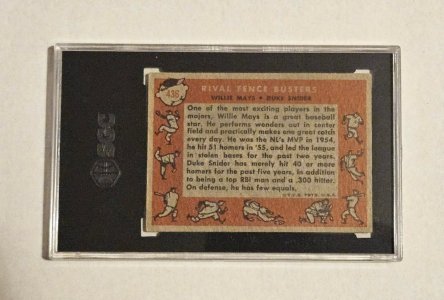 436
RIVAL FENCE BUSTERS
WILLIE MAYS • DUKE SNIDER
One of the most exciting players in the
majors, Willie Mays is a great baseball
star. He performs wonders out in center
field and practically makes one great catch
every day. He was the NL's MVP in 1954,
he hit 51 homers in '55, and led the league
in stolen bases for the past two years.
Duke Snider has merely hit 40 or more
homers for the past five years, in addition
to being a top RBI man and a .300 hitter.
On defense, he has few equals.
©T.C.G. PRTD. IN U.S.A.
SGC